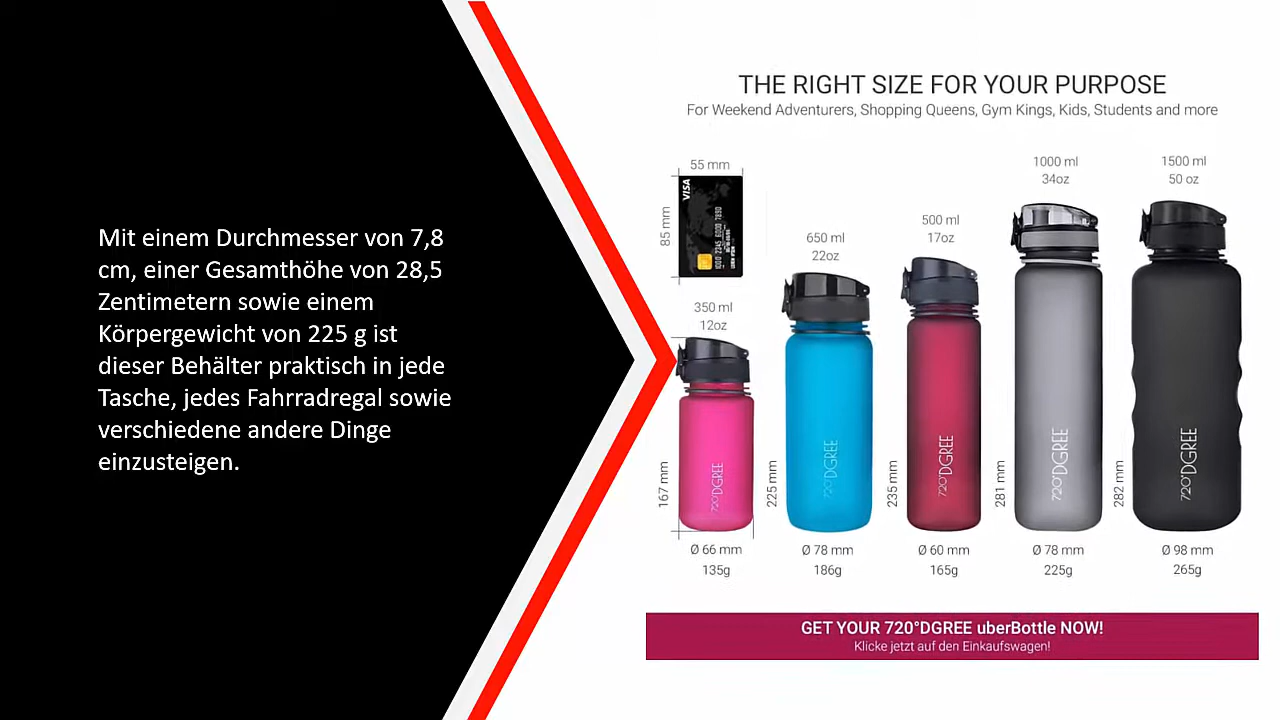 Mit einem Durchmesser von 7,8
cm, einer Gesamthöhe von 28,5
Zentimetern sowie einem
Körpergewicht von 225 g ist
dieser Behälter praktisch in jede
Tasche, jedes Fahrradregal sowie
verschiedene andere Dinge
einzusteigen.
THE RIGHT SIZE FOR YOUR PURPOSE
For Weekend Adventurers, Shopping Queens, Gym Kings, Kids, Students and more
55 mm
85 mm
VISA
350 ml
12oz
650 ml
22oz
500 ml
17oz
1000 ml
34oz
1500 ml
50 oz
167 mm
720°DGREE
225 mm
720°DGREE
235 mm
720°DGREE
281 mm
720°DGREE
282 mm
720°DGREE
Ø 66 mm
135g
Ø 78 mm
186g
Ø 60 mm
165g
Ø 78 mm
225g
Ø 98 mm
265g
GET YOUR 720°DGREE uberBottle NOW!
Klicke jetzt auf den Einkaufswagen!